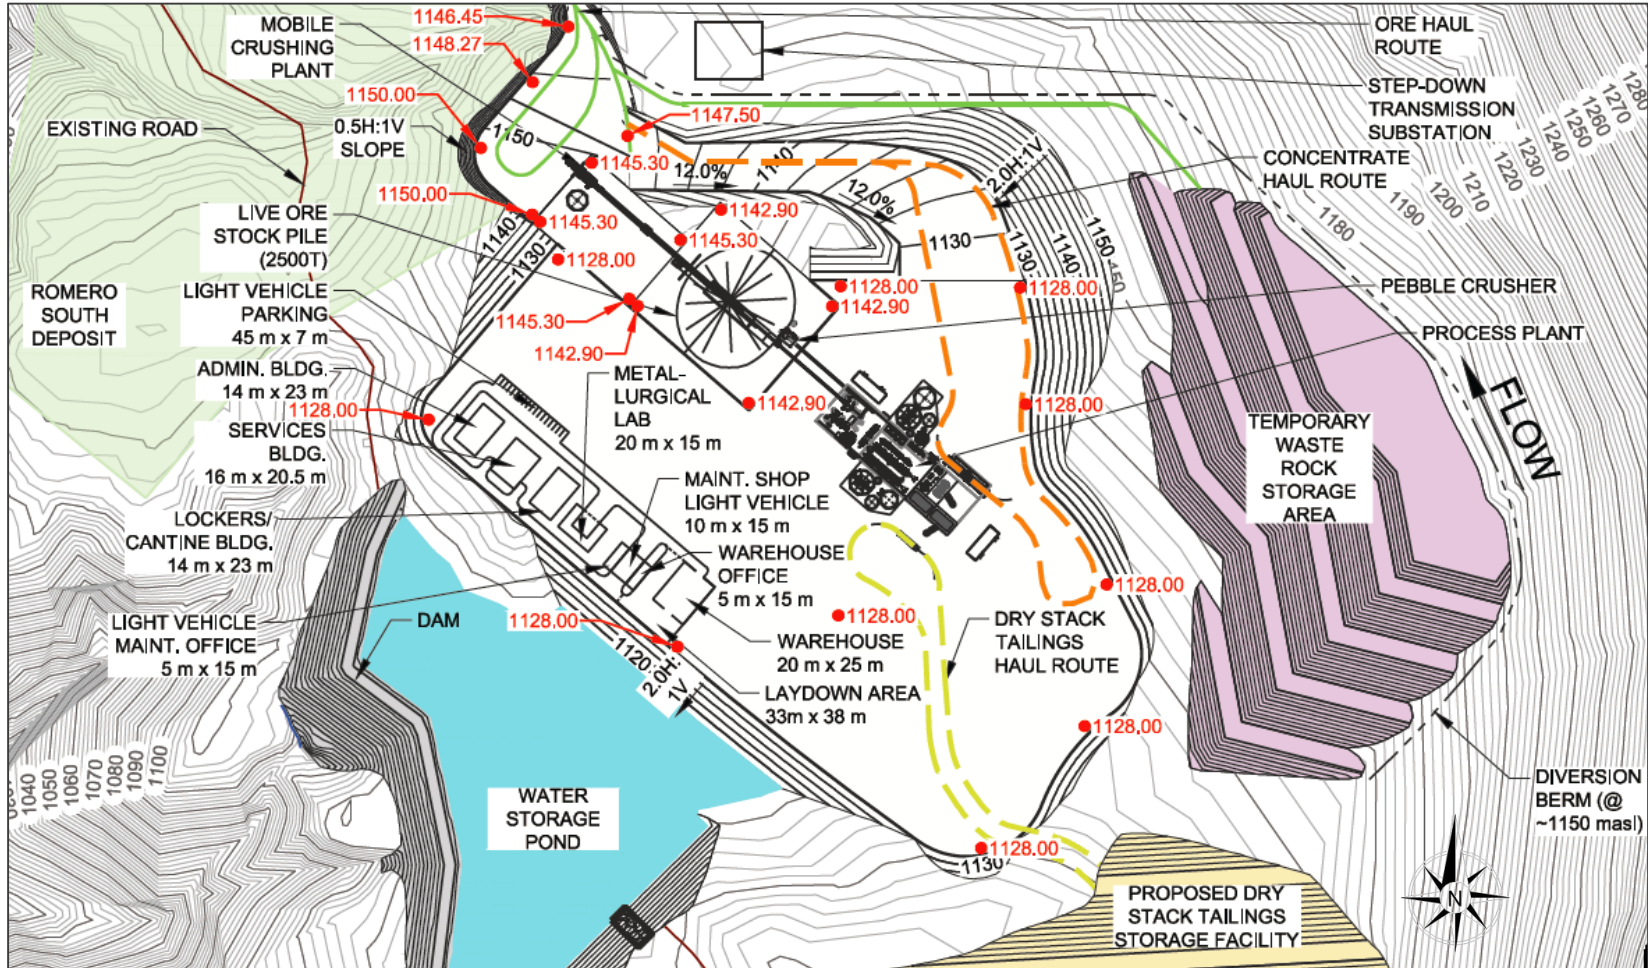 MOBILE
CRUSHING
PLANT
1146.45
1148.27
1150.00
0.5H:1V
SLOPE
EXISTING ROAD
1150
1147.50
1145.30
12.0%
1140
12.0%
2.0H:1V
ORE HAUL
ROUTE
STEP-DOWN
TRANSMISSION
SUBSTATION
CONCENTRATE
HAUL ROUTE
1280
1270
1260
1250
1240
1230
1220
1210
1200
1190
1180
1150.00
1145.30
1140
1130
1128.00
1142.90
1145.30
1130
1130
1140
1150
1128.00
1142.90
1128.00
LIVE ORE
STOCK PILE
(2500T)
ROMERO
SOUTH
DEPOSIT
LIGHT VEHICLE
PARKING
45 m x 7 m
1145.30
1142.90
PEBBLE CRUSHER
PROCESS PLANT
ADMIN. BLDG.
14 m x 23 m
1128.00
SERVICES
BLDG.
16 m x 20.5 m
METAL-
LURGICAL
LAB
20 m x 15 m
1142.90
1128.00
TEMPORARY
WASTE
ROCK
STORAGE
AREA
FLOW
LOCKERS/
CANTINE BLDG.
14 m x 23 m
MAINT. SHOP
LIGHT VEHICLE
10 m x 15 m
WAREHOUSE
OFFICE
5 m x 15 m
1128.00
LIGHT VEHICLE
MAINT. OFFICE
5 m x 15 m
DAM
1128.00
1128.00
1120
2.0H:
1V
WAREHOUSE
20 m x 25 m
LAYDOWN AREA
33m x 38 m
DRY STACK
TAILINGS
HAUL ROUTE
1128.00
1040
1050
1060
1070
1080
1090
1100
WATER
STORAGE
POND
1128.00
1130
DIVERSION
BERM (@
~1150 masl)
PROPOSED DRY
STACK TAILINGS
STORAGE FACILITY
N